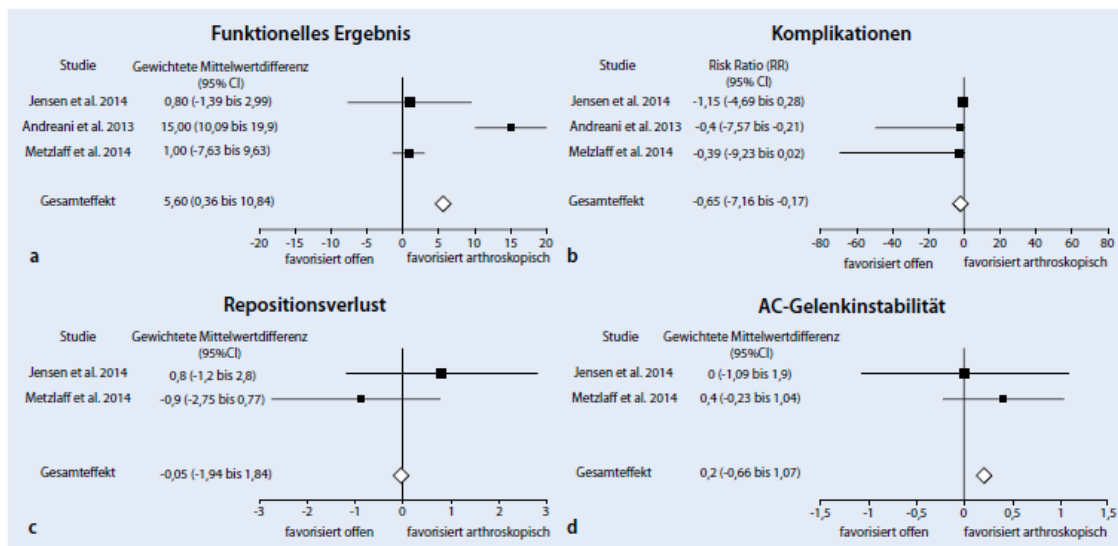 Funktionelles Ergebnis
Studie Gewichtete Mittelwertdifferenz
(95% CI)
Jensen et al. 2014 0,80 (-1,39 bis 2,99)
Andreani et al. 2013 15,00 (10,09 bis 19,9)
Metzlaff et al. 2014 1,00 (-7,63 bis 9,63)
Gesamteffekt 5,60 (0,36 bis 10,84)
-20 -15 -10 -5 0 5 10 15 20
a favorisiert offen favorisiert arthroskopisch
Komplikationen
Studie Risk Ratio (RR)
(95% CI)
Jensen et al. 2014 -1,15 (-4,69 bis 0,28)
Andreani et al. 2013 -0,4 (-7,57 bis -0,21)
Melzlaff et al. 2014 -0,39 (-9,23 bis 0,02)
Gesamteffekt -0,65 (-7,16 bis -0,17)
-80 -60 -40 -20 0 20 40 60 80
b favorisiert offen favorisiert arthroskopisch
Repositionsverlust
Studie Gewichtete Mittelwertdifferenz
(95%CI)
Jensen et al. 2014 0,8 (-1,2 bis 2,8)
Metzlaff et al. 2014 -0,9 (-2,75 bis 0,77)
Gesamteffekt -0,05 (-1,94 bis 1,84)
-3 -2 -1 0 1 2 3
c favorisiert offen favorisiert arthroskopisch
AC-Gelenkinstabilität
Studie Gewichtete Mittelwertdifferenz
(95%CI)
Jensen et al. 2014 0 (-1,09 bis 1,9)
Metzlaff et al. 2014 0,4 (-0,23 bis 1,04)
Gesamteffekt 0,2 (-0,66 bis 1,07)
-1,5 -1 -0,5 0 0,5 1 1,5
d favorisiert offen favorisiert arthroskopisch